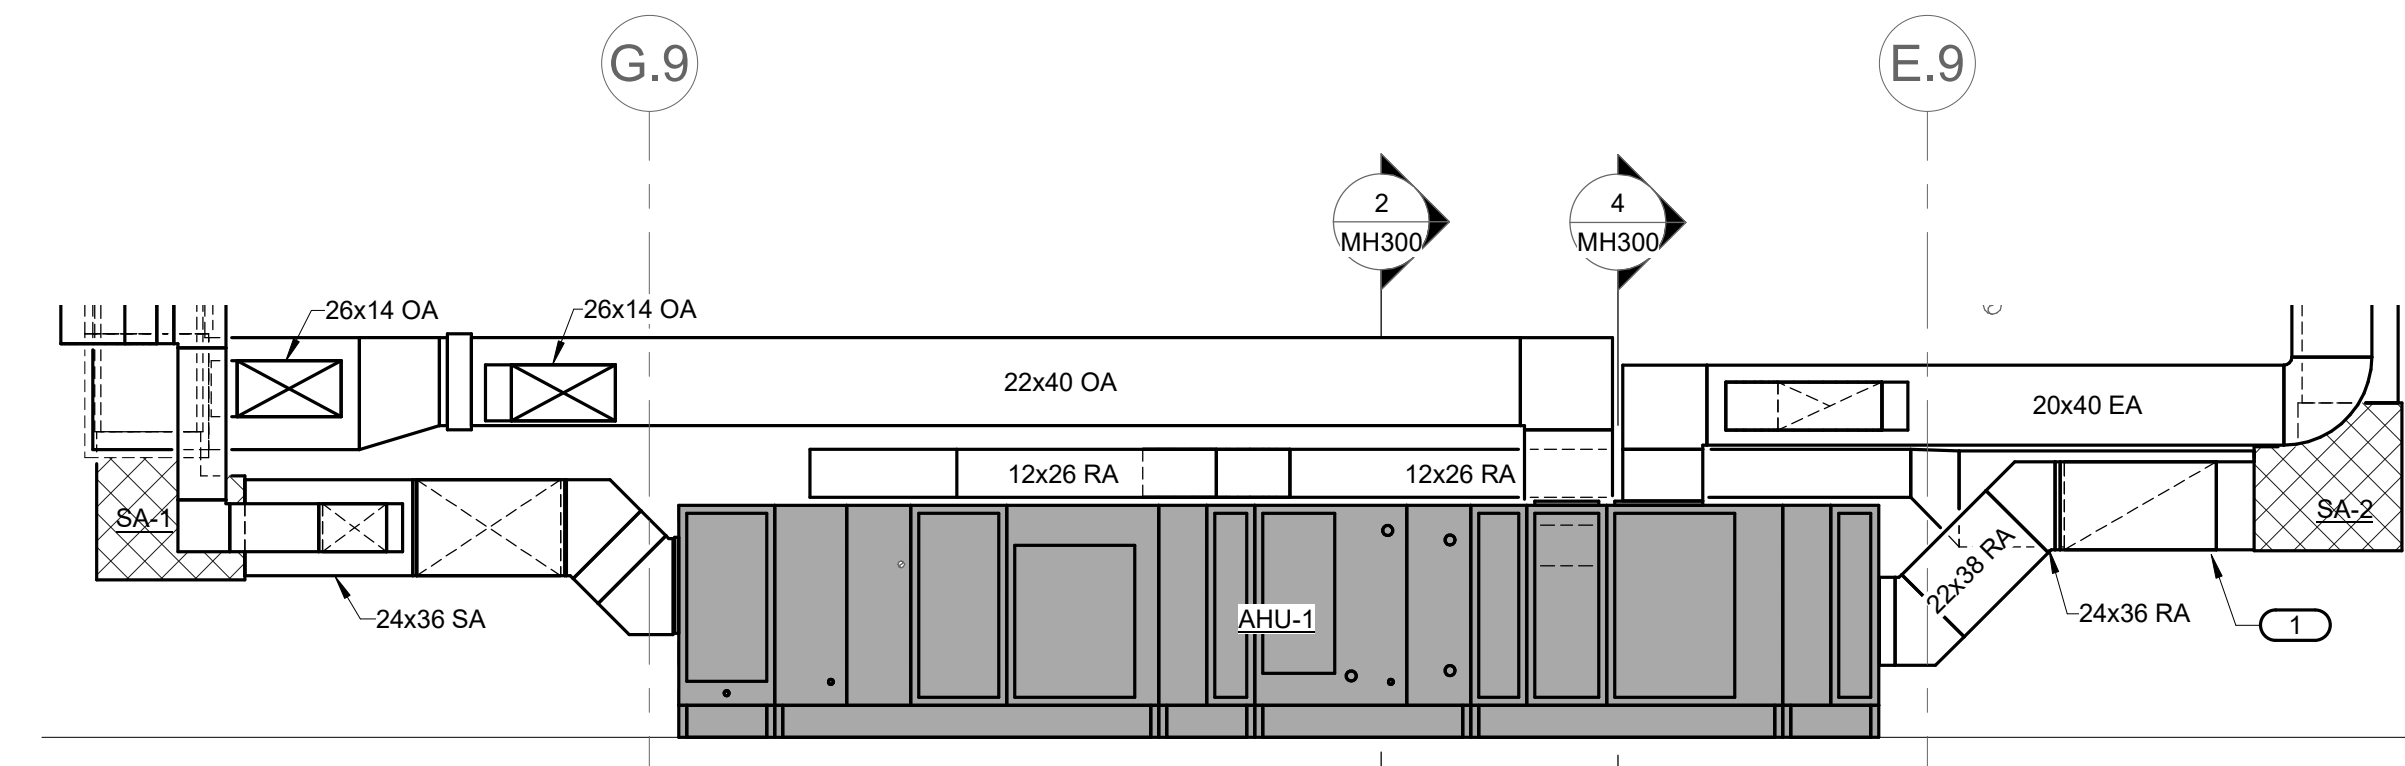 G.9
E.9
2
MH300
4
MH300
26x14 OA
26x14 OA
22x40 OA
20x40 EA
12x26 RA
12x26 RA
SA-1
SA-2
22x38 RA
24x36 SA
AHU-1
24x36 RA
1